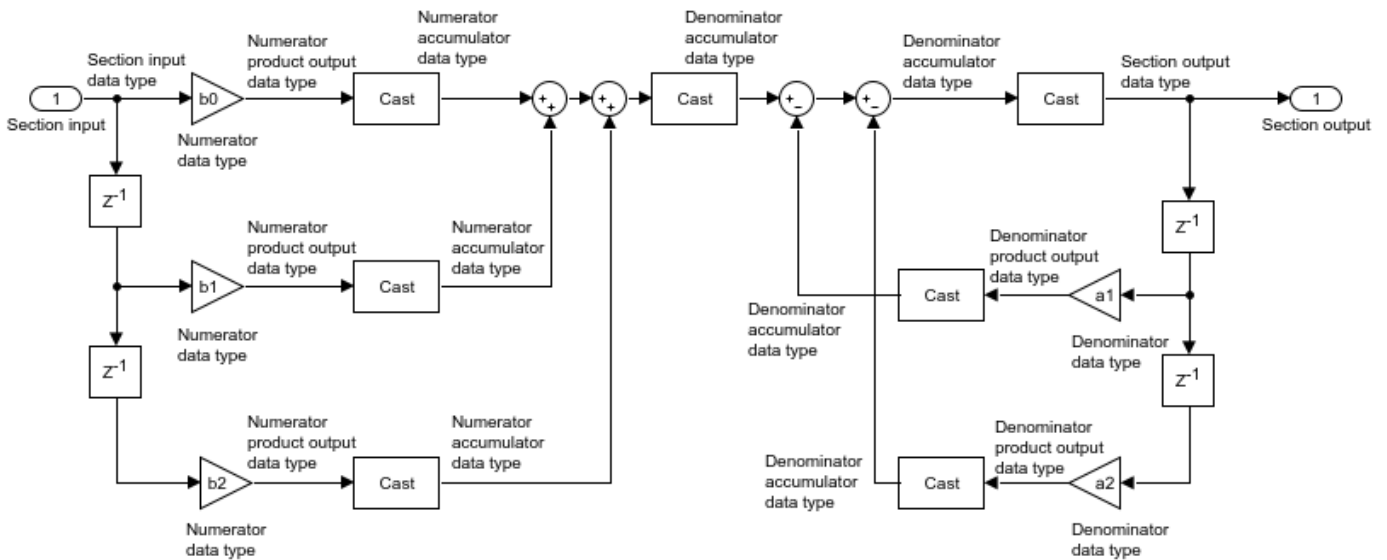 Numerator
accumulator
data type
Denominator
accumulator
data type
Numerator
product output
data type
Denominator
accumulator
data type
Section input
data type
Section output
data type
1
b0
Cast
+
+
+
+
Cast
+
−
+
−
Cast
1
Section input
Section output
Numerator
data type
Z-1
Z-1
Numerator
product output
data type
Numerator
accumulator
data type
Denominator
product output
data type
b1
Cast
Cast
a1
Denominator
accumulator
data type
Numerator
data type
Denominator
data type
Z-1
Z-1
Numerator
product output
data type
Numerator
accumulator
data type
Denominator
product output
data type
Denominator
accumulator
data type
b2
Cast
Cast
a2
Numerator
data type
Denominator
data type